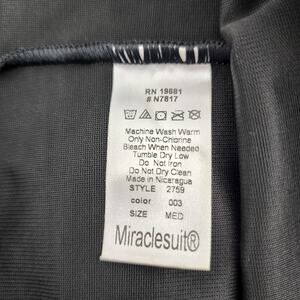 RN 19681
# N7817
Machine Wash Warm
Only Non-Chlorine
Bleach When Needed
Tumble Dry Low
Do Not Iron
Do Not Dry Clean
Made in Nicaragua
STYLE 2759
color 003
SIZE MED
Miraclesuit®